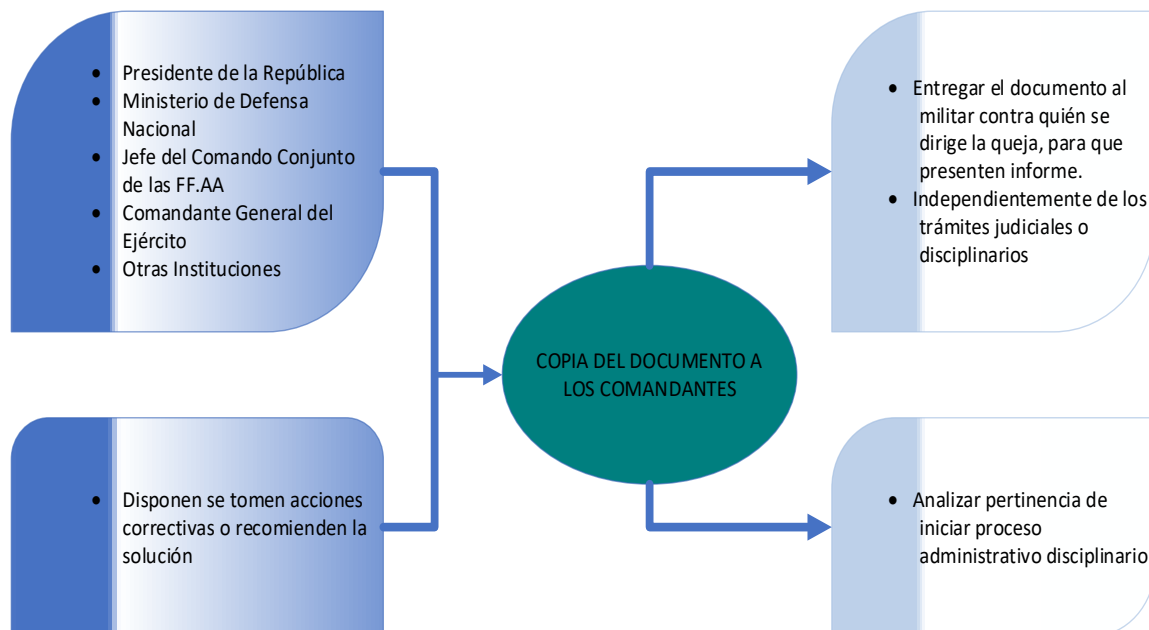 • Presidente de la República
• Ministerio de Defensa
Nacional
• Jefe del Comando Conjunto
de las FF.AA
• Comandante General del
Ejército
• Otras Instituciones
• Disponen se tomen acciones
correctivas o recomienden la
solución
COPIA DEL DOCUMENTO A
LOS COMANDANTES
• Entregar el documento al
militar contra quién se
dirige la queja, para que
presenten informe.
• Independientemente de los
trámites judiciales o
disciplinarios
• Analizar pertinencia de
iniciar proceso
administrativo disciplinario